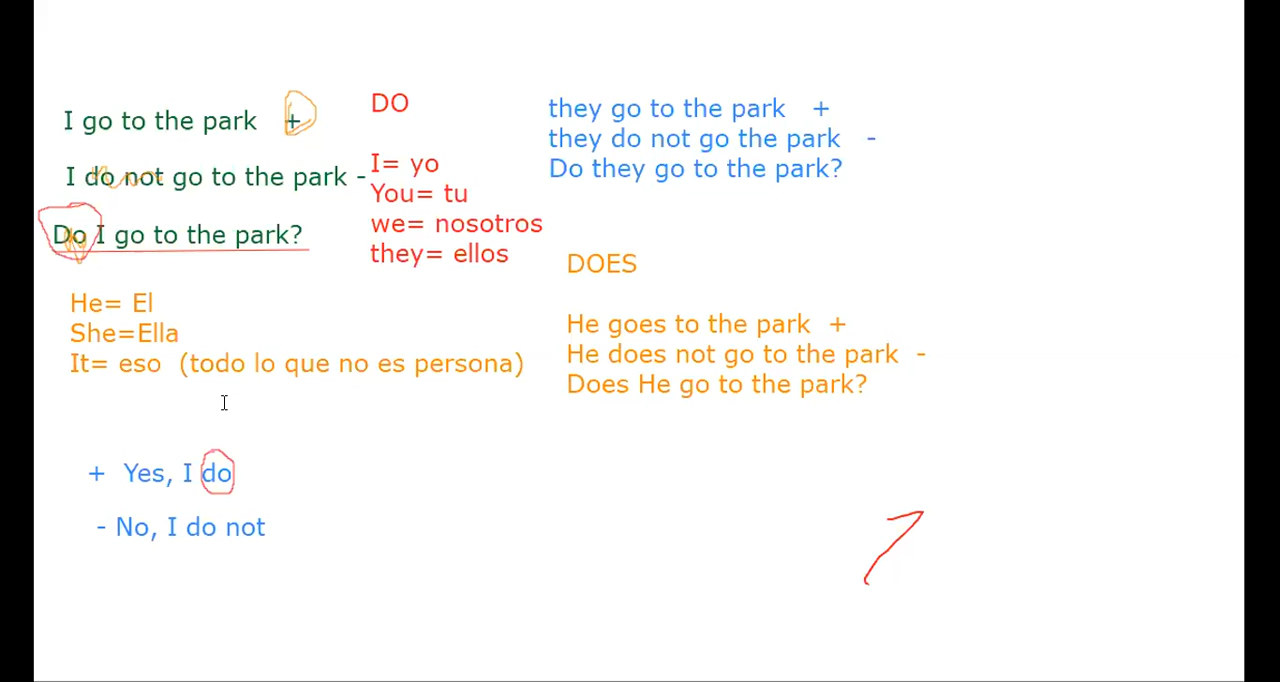 I go to the park +
I do not go to the park -
Do I go to the park?
DO
I= yo
You= tu
we= nosotros
they= ellos
they go to the park +
they do not go the park -
Do they go to the park?
He= El
She=Ella
It= eso (todo lo que no es persona)
DOES
He goes to the park +
He does not go to the park -
Does He go to the park?
+ Yes, I do
- No, I do not